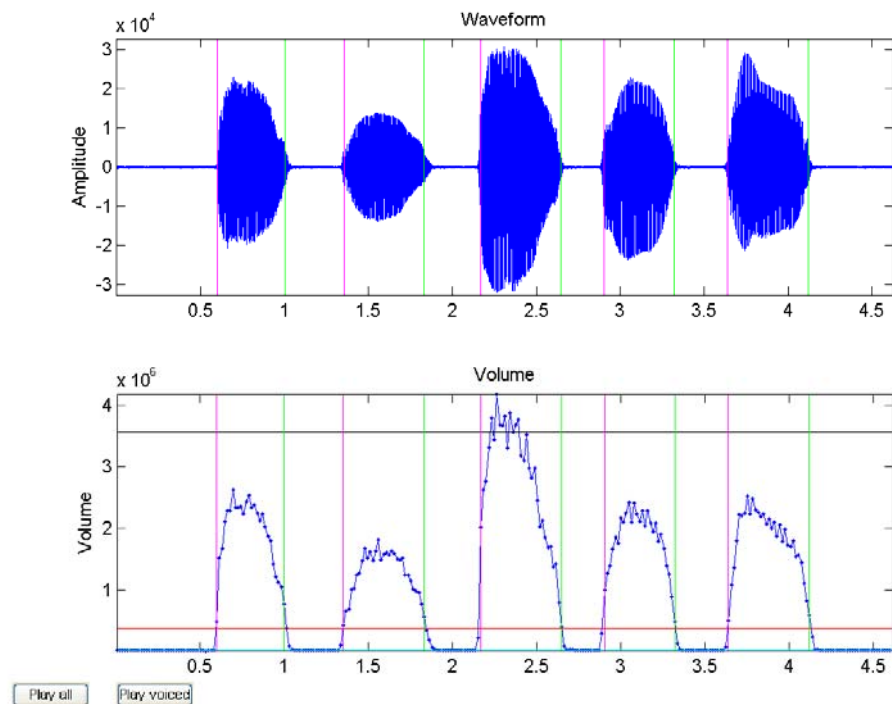 Waveform
x 10^4
3
2
1
0
-1
-2
-3
Amplitude
0.5 1 1.5 2 2.5 3 3.5 4 4.5
Volume
x 10^6
4
3
2
1
Volume
0.5 1 1.5 2 2.5 3 3.5 4 4.5
Play all Play voiced